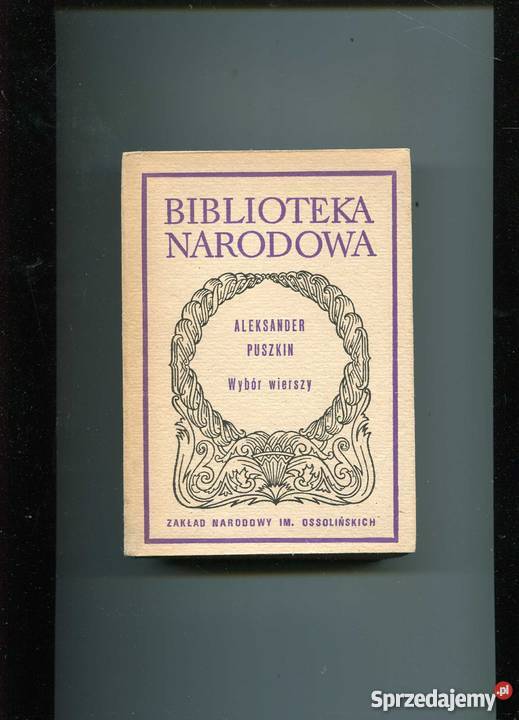 BIBLIOTEKA
NARODOWA
ALEKSANDER
PUSZKIN
Wybór wierszy
ZAKŁAD NARODOWY IM. OSSOLIŃSKICH
Sprzedajemy.pl